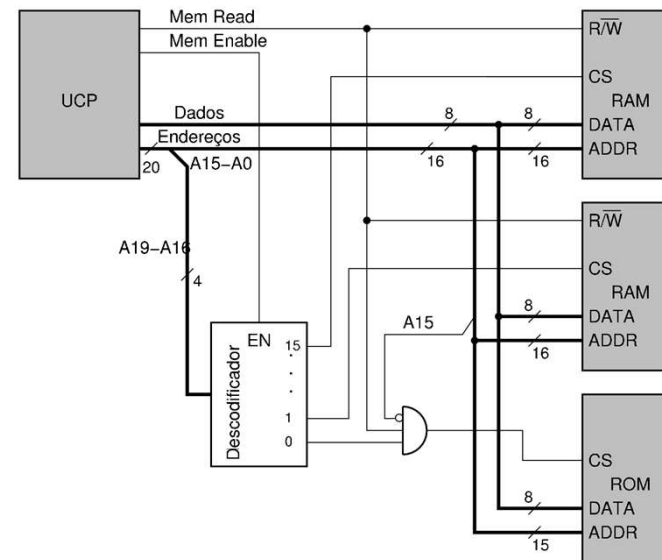 Mem Read
Mem Enable
UCP
Dados
Endereços
20
A15-A0
8
8
16
16
R/W̅
CS
RAM
DATA
ADDR
A19-A16
4
R/W̅
CS
RAM
DATA
ADDR
8
16
A15
Descodificador
EN
15
.
.
.
1
0
CS
ROM
DATA
ADDR
8
15